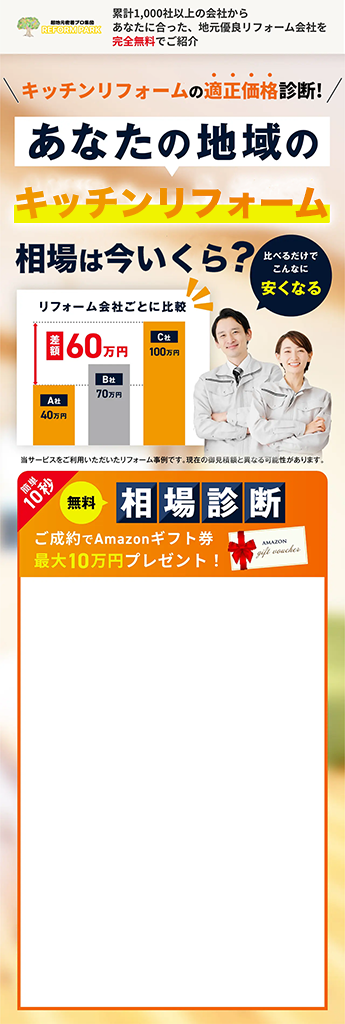 超地元密着プロ集団
REFORM PARK
累計1,000社以上の会社から
あなたに合った、地元優良リフォーム会社を
完全無料でご紹介
キッチンリフォームの適正価格診断!
あなたの地域の
キッチンリフォーム
相場は今いくら?
比べるだけで
こんなに
安くなる
リフォーム会社ごとに比較
差額
60万円
C社
100万円
B社
70万円
A社
40万円
当サービスをご利用いただいたリフォーム事例です。現在の御見積額と異なる可能性があります。
簡単
10秒
無料
相場診断
ご成約でAmazonギフト券
最大10万円プレゼント!
AMAZON
gift voucher